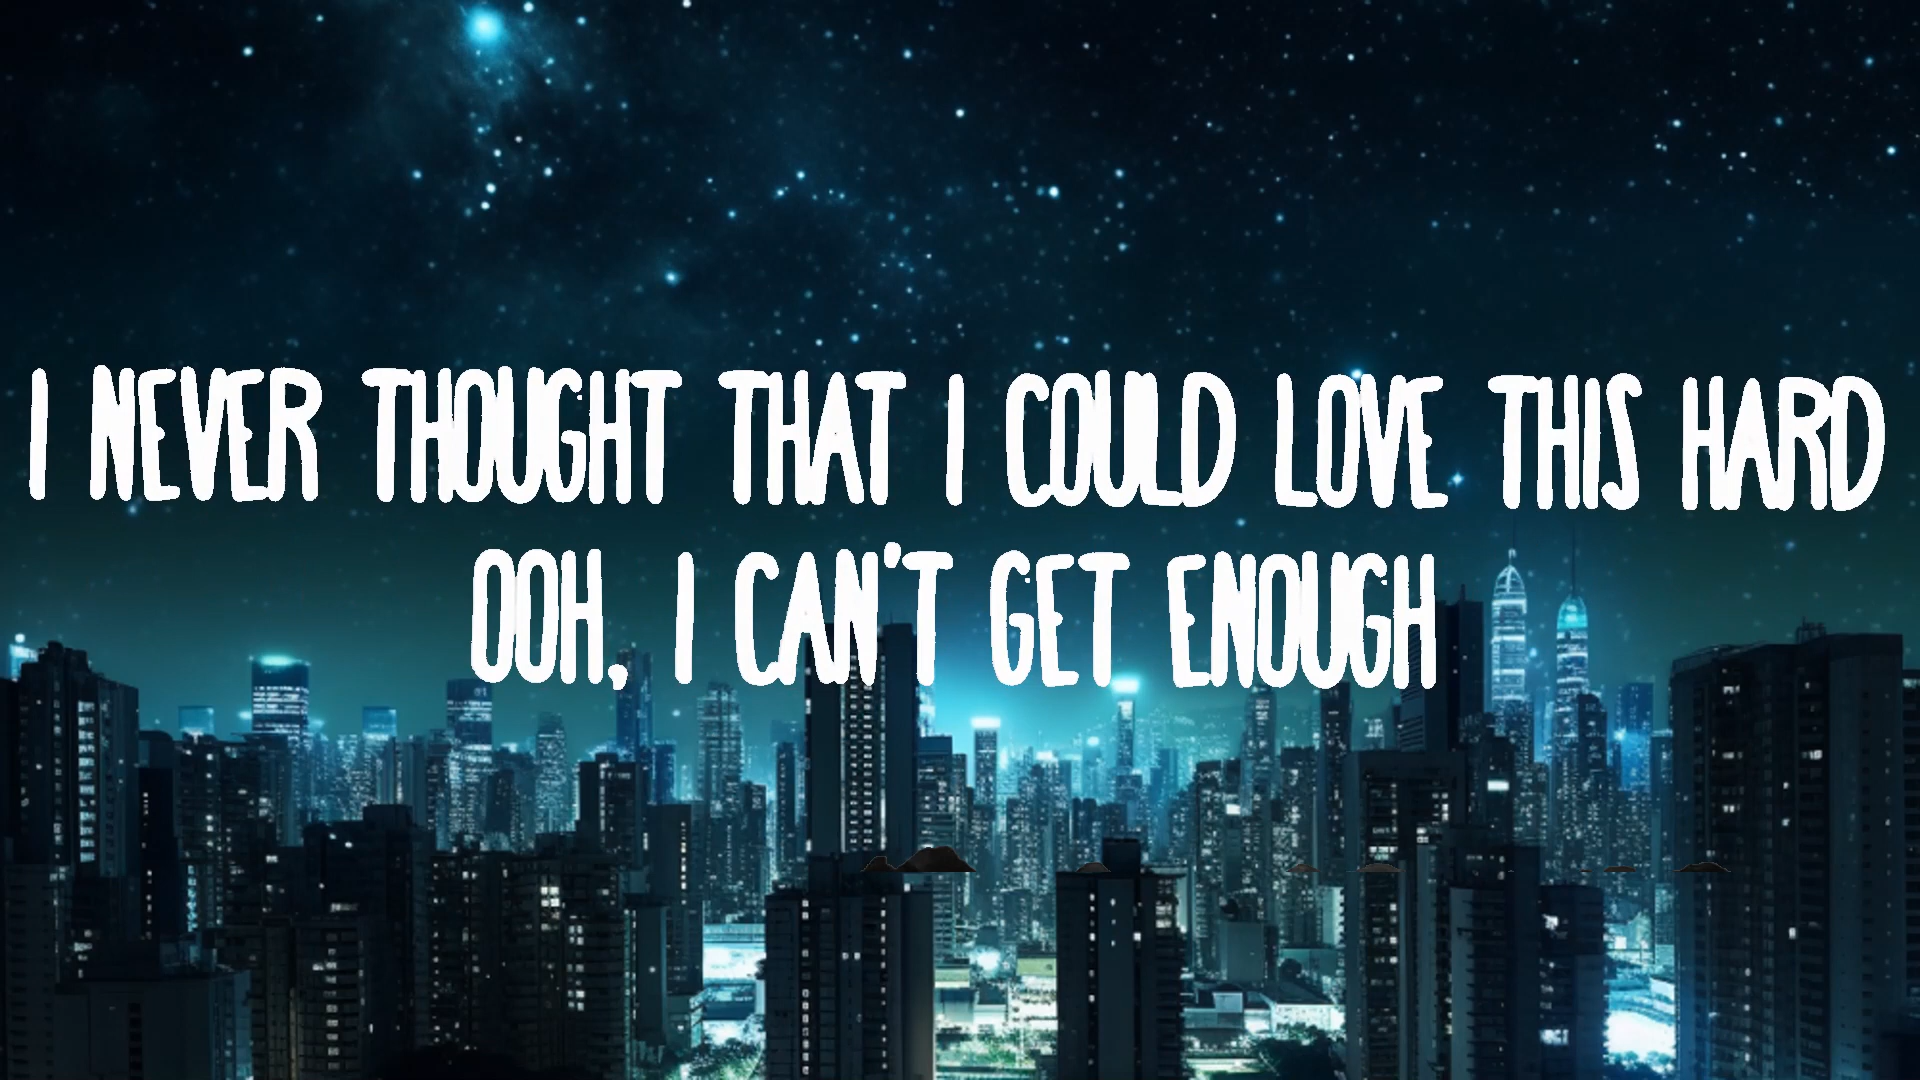 I NEVER THOUGHT THAT I COULD LOVE THIS HARD
OOH, I CAN'T GET ENOUGH